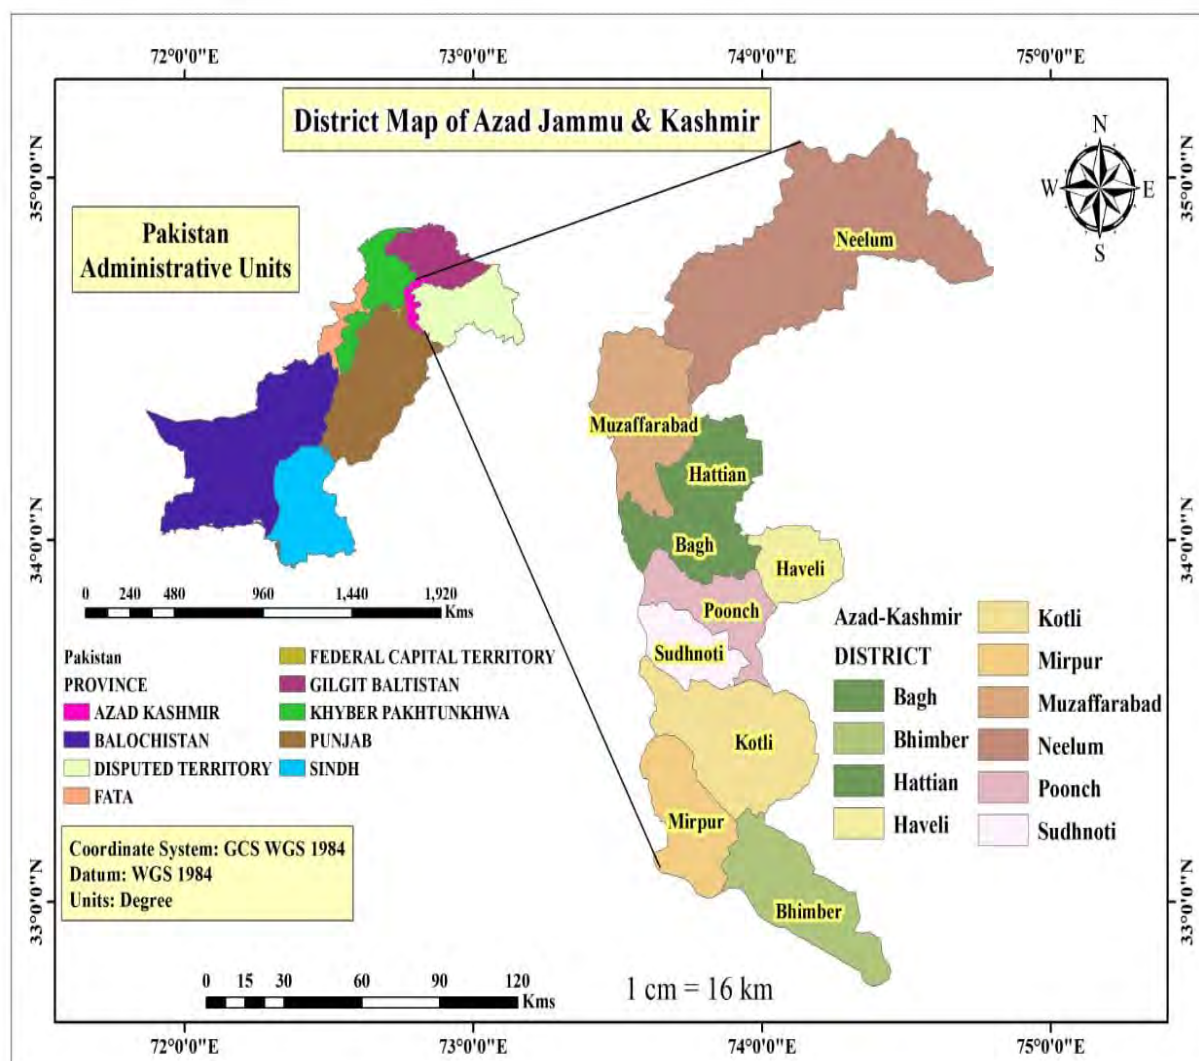 72°0'0"E 73°0'0"E 74°0'0"E 75°0'0"E
District Map of Azad Jammu & Kashmir
N
W E
S
35°0'0"N 35°0'0"N
Pakistan
Administrative Units
Neelum
Muzaffarabad
Hattian
34°0'0"N 34°0'0"N
Bagh
Haveli
Poonch
Sudhnoti
Kotli
Mirpur
Bhimber
0 240 480 960 1,440 1,920
Kms
Pakistan
PROVINCE
AZAD KASHMIR
BALOCHISTAN
DISPUTED TERRITORY
FATA
FEDERAL CAPITAL TERRITORY
GILGIT BALTISTAN
KHYBER PAKHTUNKHWA
PUNJAB
SINDH
Azad-Kashmir
DISTRICT
Bagh
Bhimber
Hattian
Haveli
Kotli
Mirpur
Muzaffarabad
Neelum
Poonch
Sudhnoti
Coordinate System: GCS WGS 1984
Datum: WGS 1984
Units: Degree
33°0'0"N 33°0'0"N
0 15 30 60 90 120
Kms
1 cm = 16 km
72°0'0"E 73°0'0"E 74°0'0"E 75°0'0"E